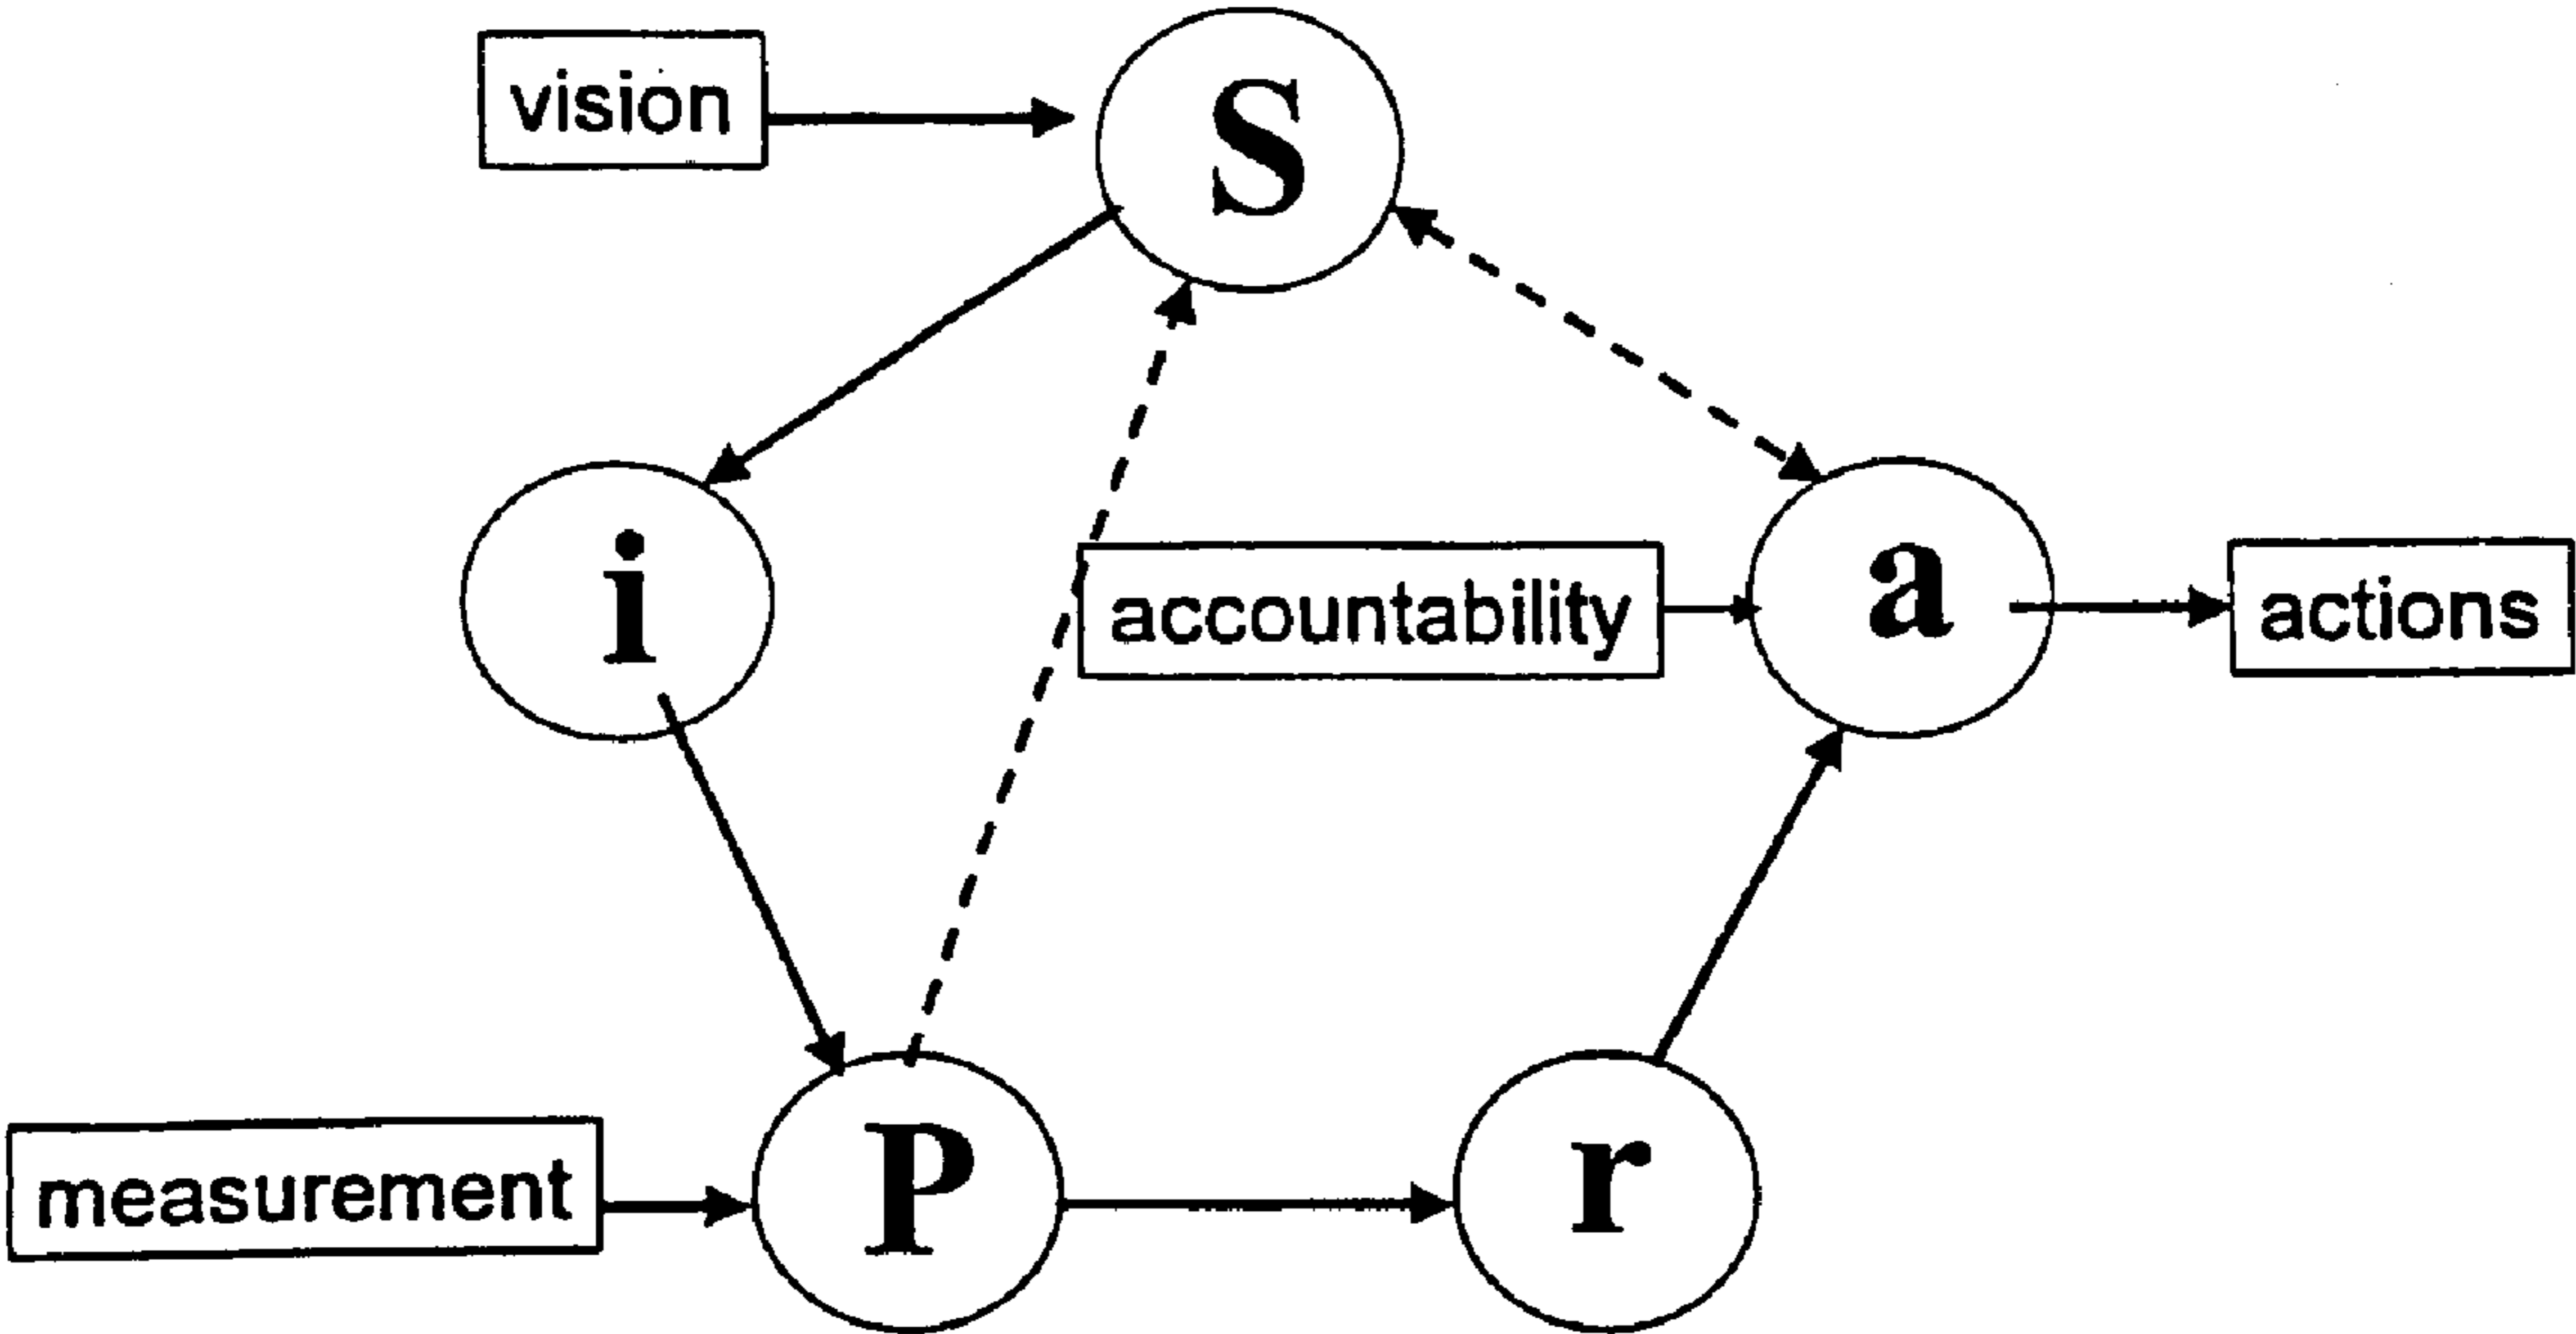 vision
S
i
accountability
a
actions
measurement
P
r